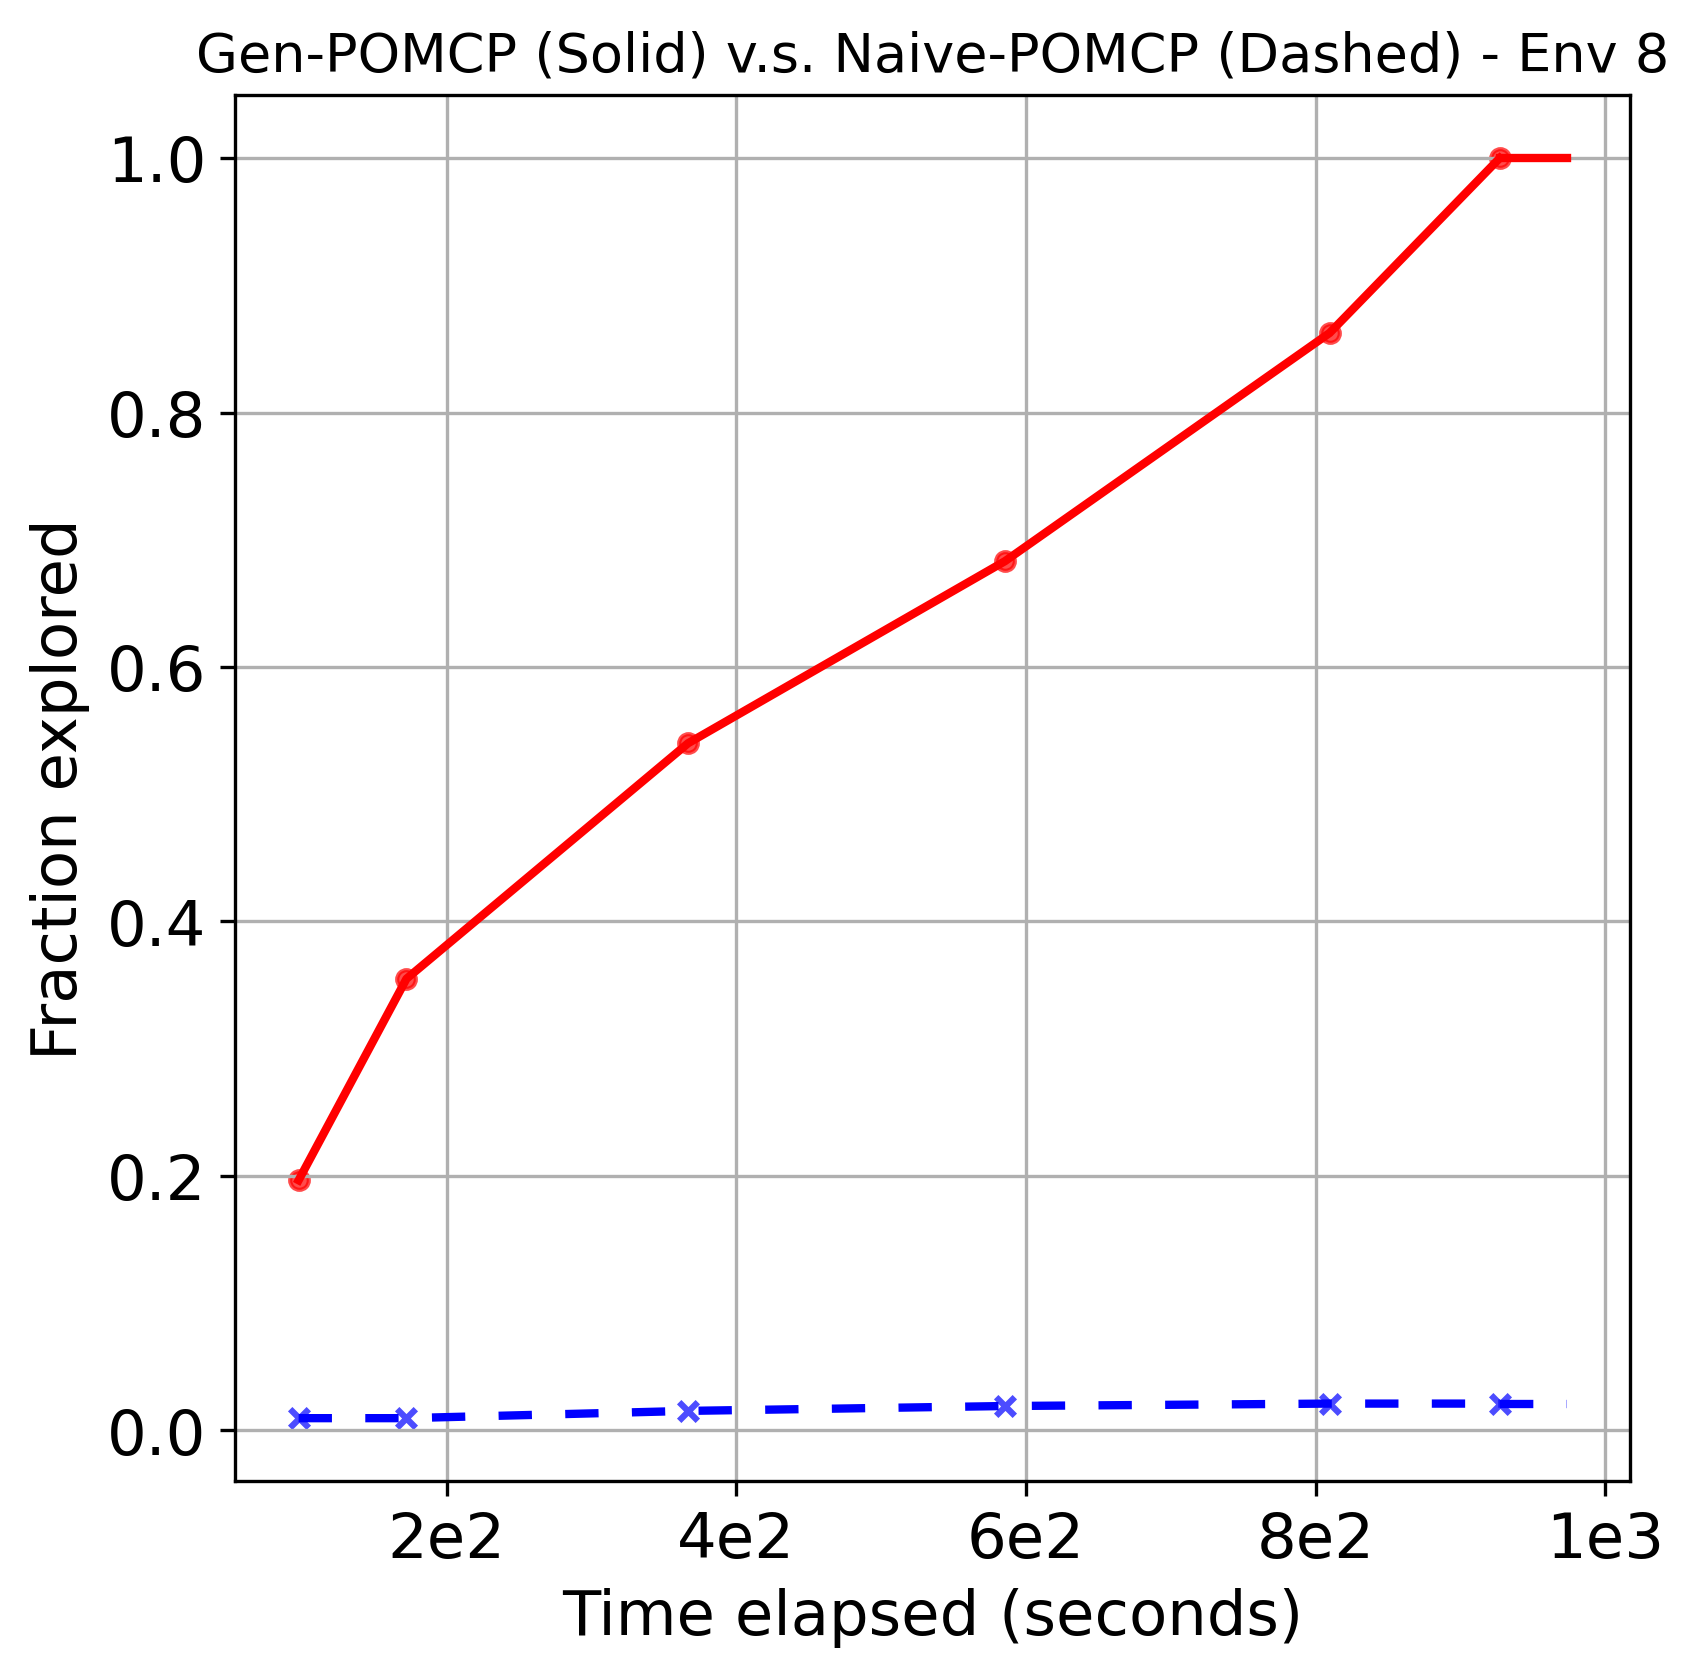 Gen-POMCP (Solid) v.s. Naive-POMCP (Dashed) - Env 8
1.0
0.8
0.6
0.4
0.2
0.0
Fraction explored
2e2 4e2 6e2 8e2 1e3
Time elapsed (seconds)